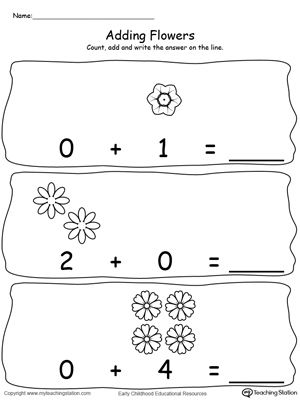 Name:
Adding Flowers
Count, add and write the answer on the line.
0 + 1 =
2 + 0 =
0 + 4 =
© www.myteachingstation.com Early Childhood Educational Resources my Teaching Station